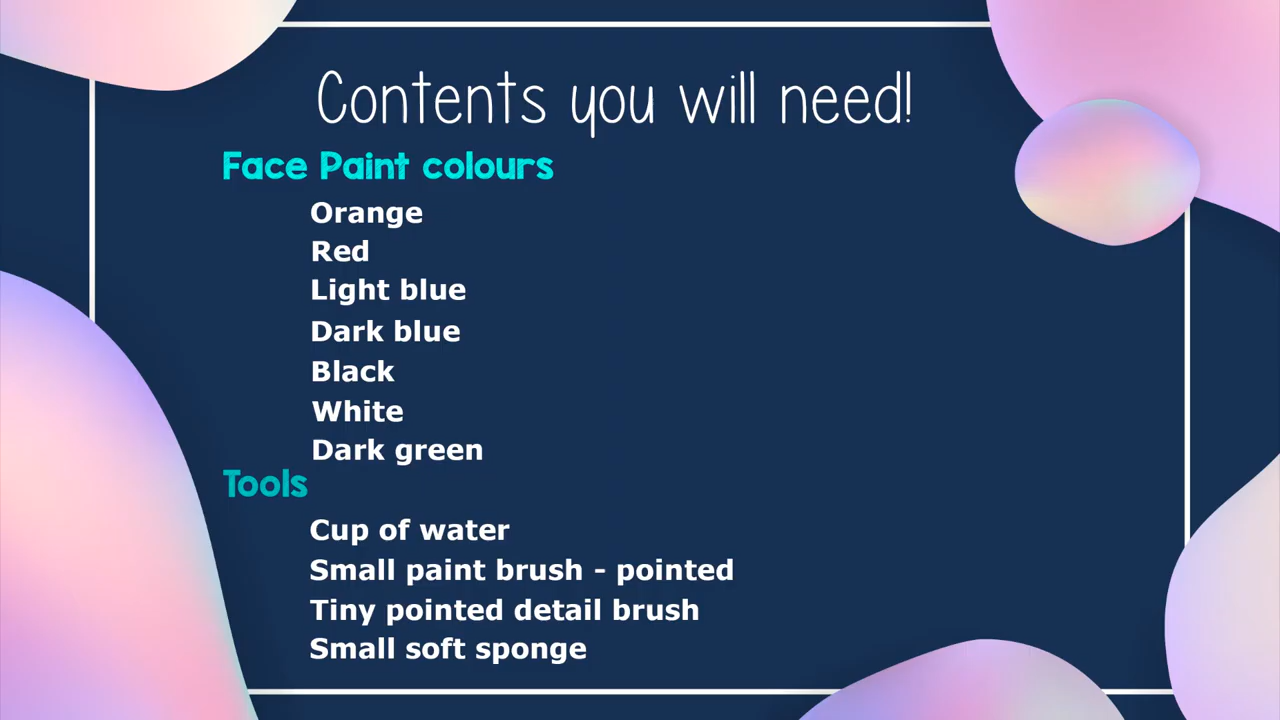 Contents you will need!
Face Paint colours
Orange
Red
Light blue
Dark blue
Black
White
Dark green
Tools
Cup of water
Small paint brush - pointed
Tiny pointed detail brush
Small soft sponge